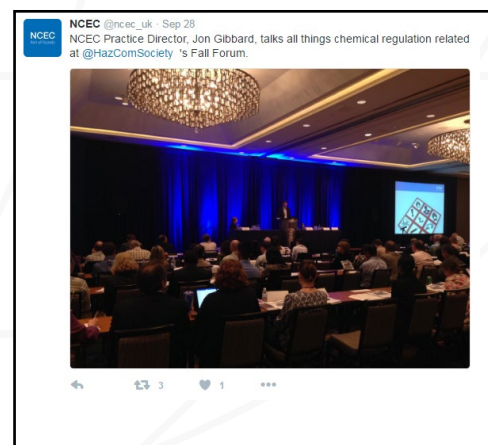 NCEC
NCEC @ncec_uk · Sep 28
NCEC Practice Director, Jon Gibbard, talks all things chemical regulation related
at @HazComSociety 's Fall Forum.
3
1